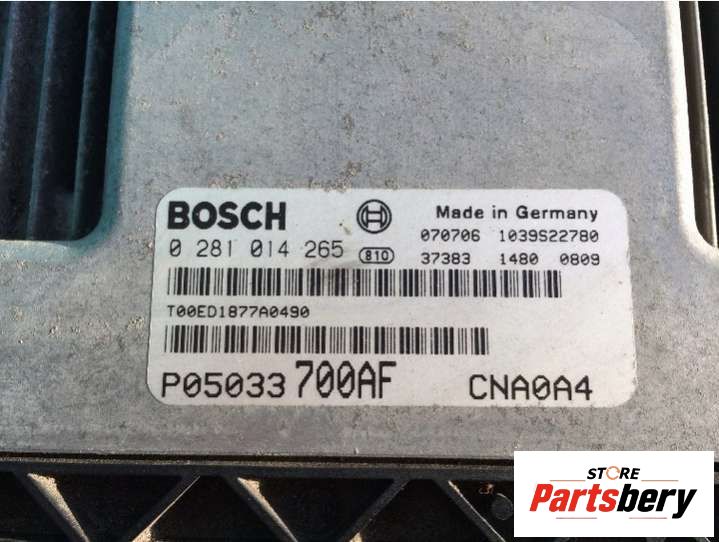 BOSCH
Made in Germany
0 281 014 265
810
070706 1039S22780
37383 1480 0809
T00ED1877A0490
P05033 700AF CNA0A4
STORE
Partsbery